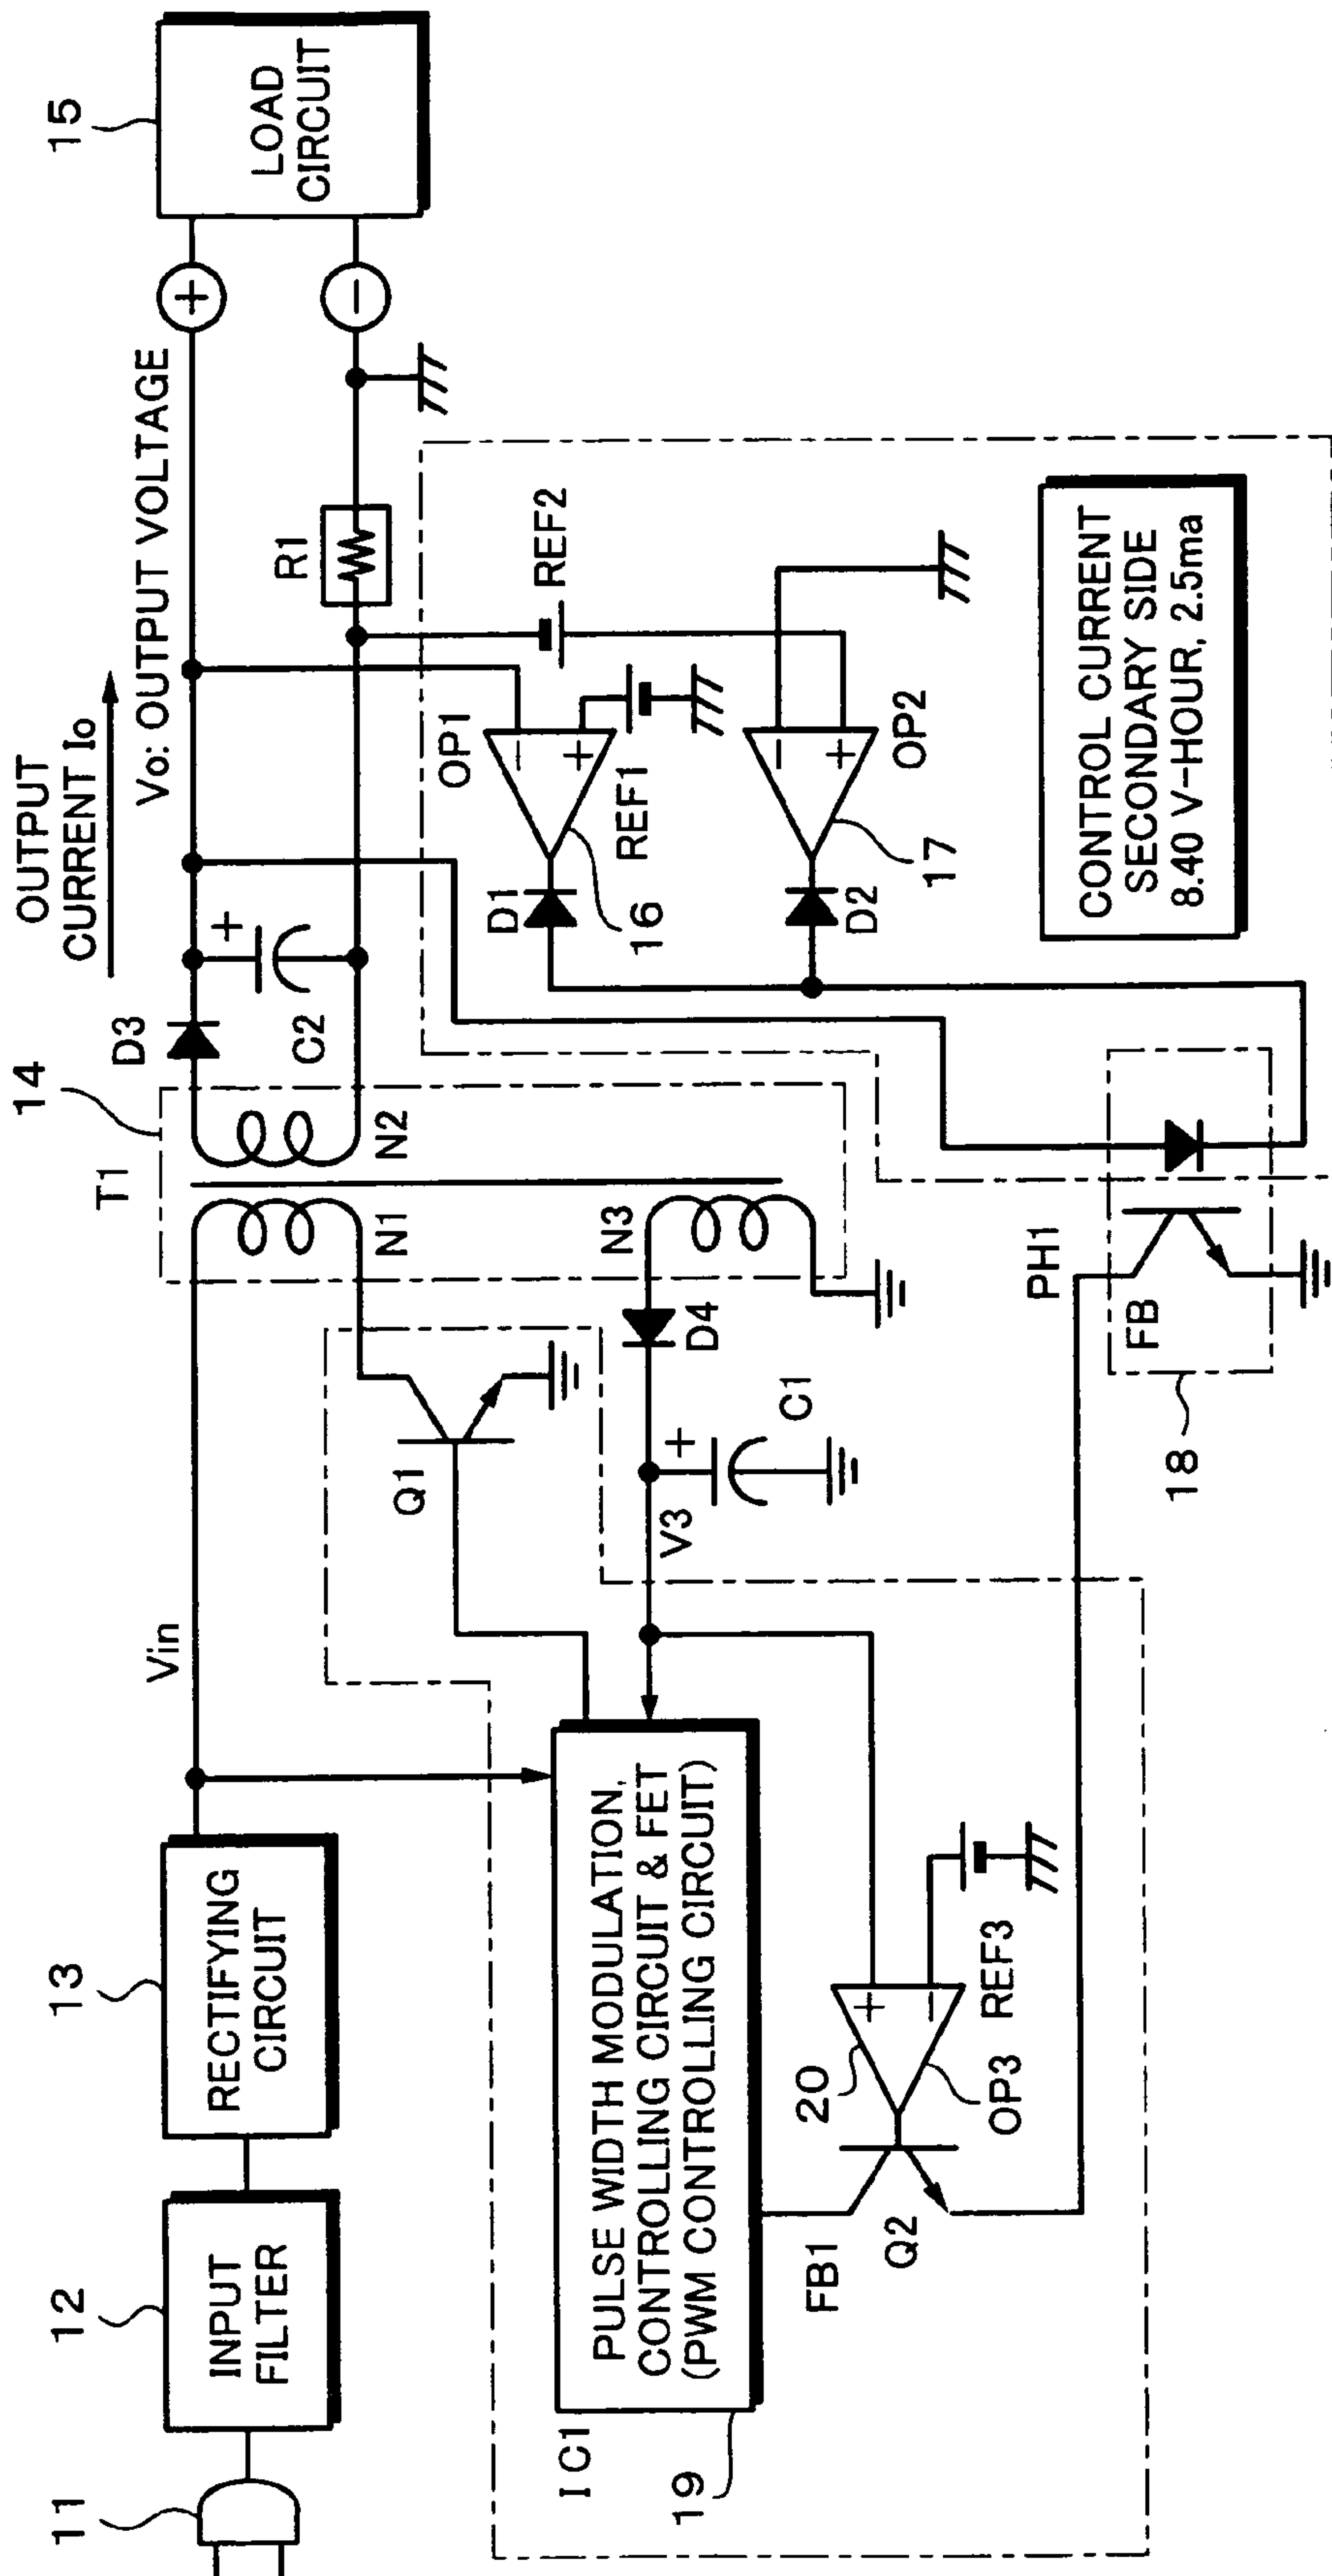 11
12
INPUT
FILTER
13
RECTIFYING
CIRCUIT
Vin
T1
14
N1
N2
N3
D3
C2
+
OUTPUT
CURRENT Io
Vo: OUTPUT VOLTAGE
R1
+
−
15
LOAD
CIRCUIT
REF2
OP1
−
+
REF1
16
D1
OP2
−
+
17
D2
CONTROL CURRENT
SECONDARY SIDE
8.40 V-HOUR, 2.5ma
Q1
D4
+
C1
V3
IC1
19
PULSE WIDTH MODULATION,
CONTROLLING CIRCUIT & FET
(PWM CONTROLLING CIRCUIT)
FB1
Q2
20
+
−
OP3
REF3
PH1
FB
18